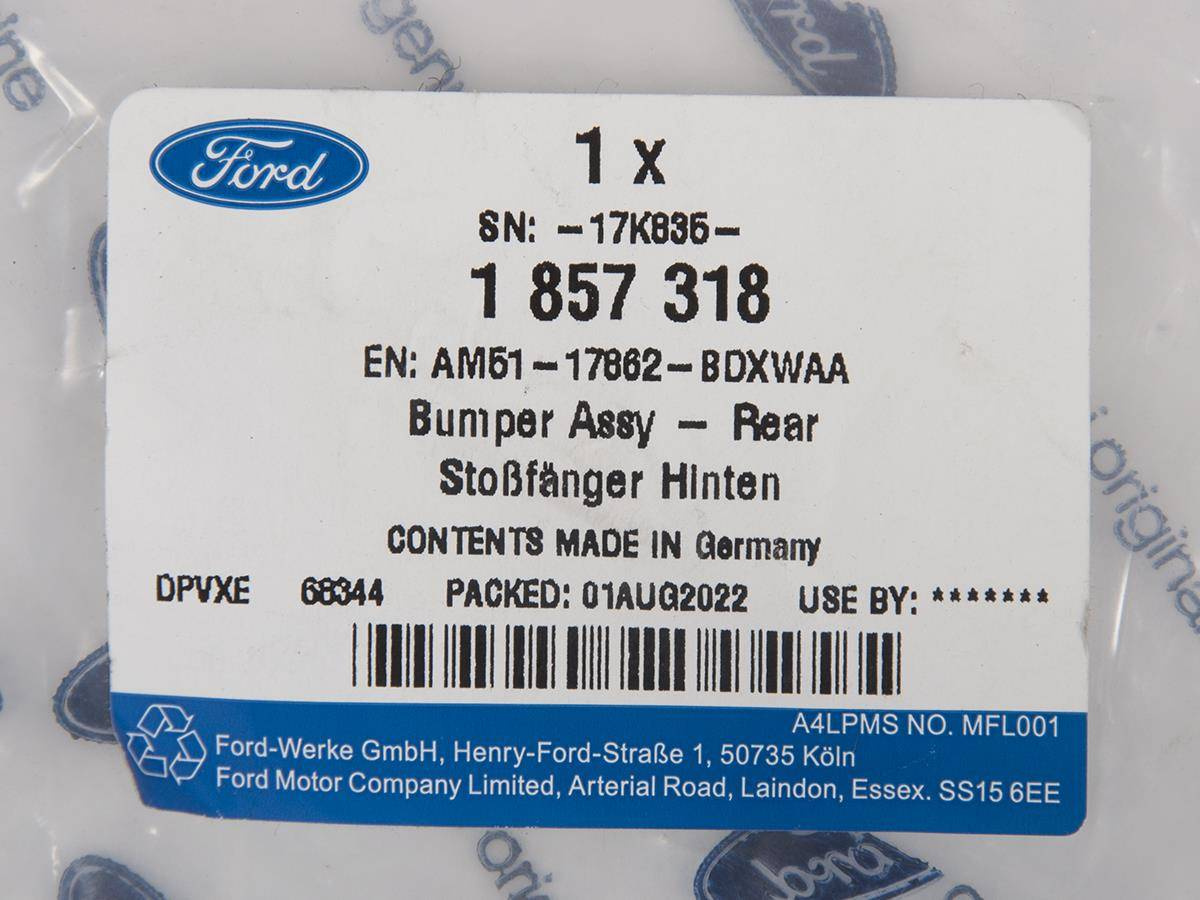 Ford
1 x
SN: -17K835-
1 857 318
EN: AM51-17862-BDXWAA
Bumper Assy - Rear
Stoßfänger Hinten
CONTENTS MADE IN Germany
DPVXE 68344 PACKED: 01AUG2022 USE BY: *******
A4LPMS NO. MFL001
Ford-Werke GmbH, Henry-Ford-Straße 1, 50735 Köln
Ford Motor Company Limited, Arterial Road, Laindon, Essex. SS15 6EE